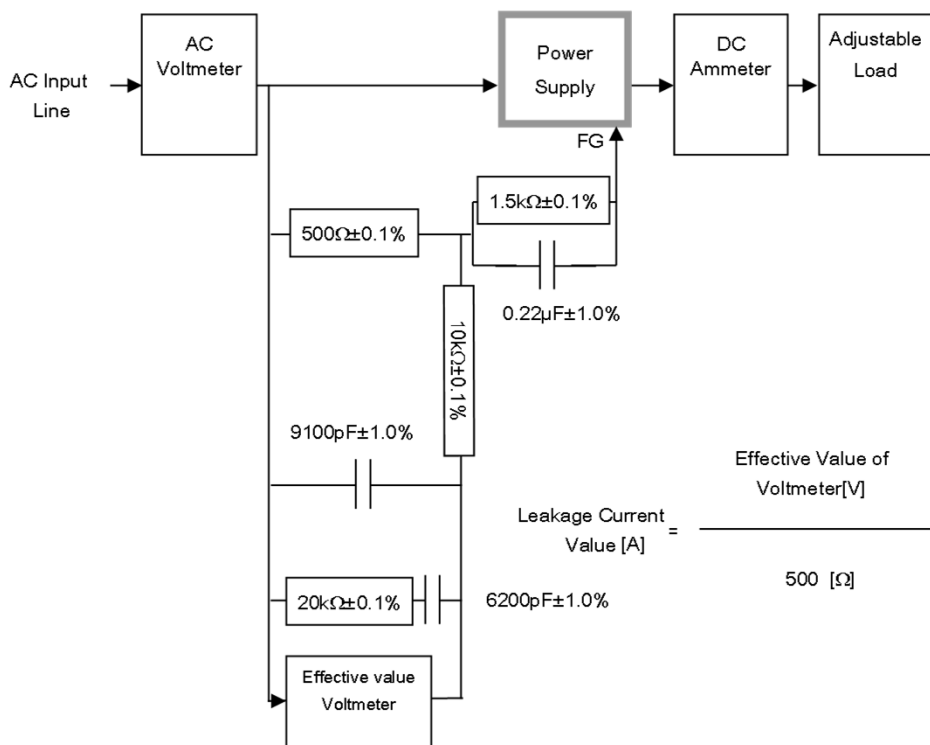 AC Input
Line
AC
Voltmeter
Power
Supply
DC
Ammeter
Adjustable
Load
FG
1.5kΩ±0.1%
500Ω±0.1%
0.22µF±1.0%
10kΩ±0.1%
9100pF±1.0%
Effective Value of
Voltmeter[V]
Leakage Current
Value [A]
=
500 [Ω]
20kΩ±0.1%
6200pF±1.0%
Effective value
Voltmeter